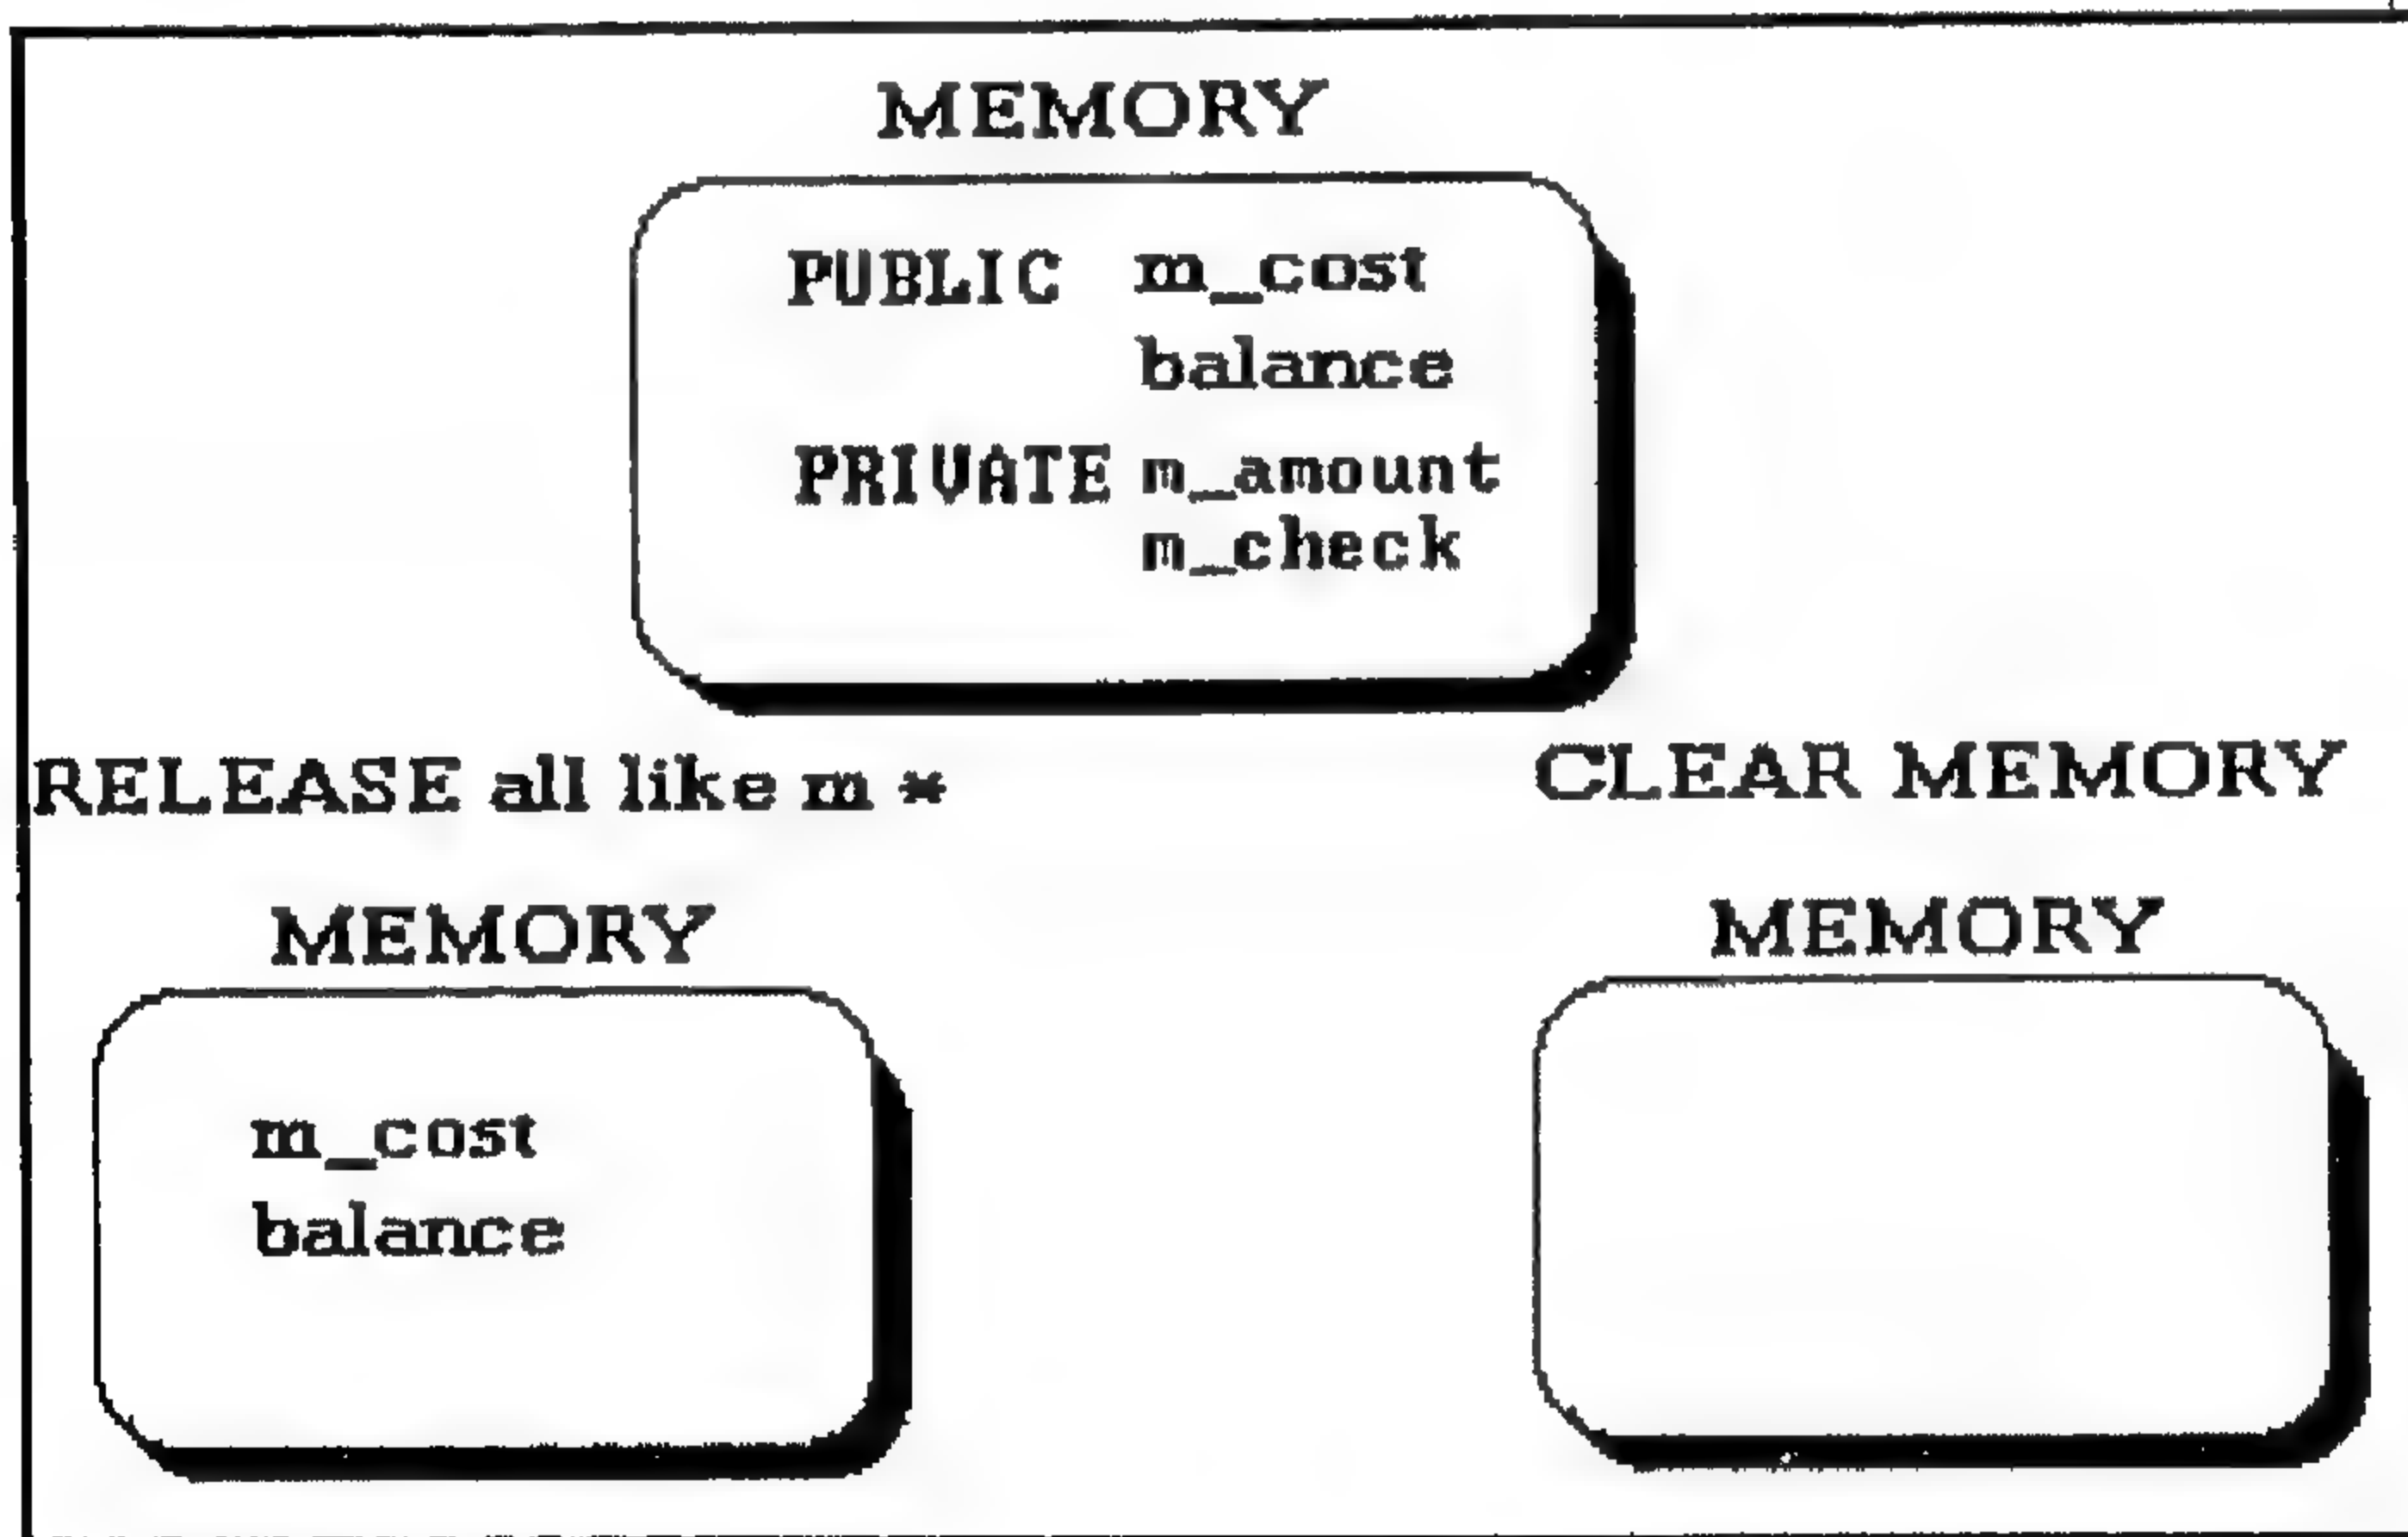 MEMORY
PUBLIC m_cost
balance
PRIVATE m_amount
m_check
RELEASE all like m *
CLEAR MEMORY
MEMORY
MEMORY
m_cost
balance